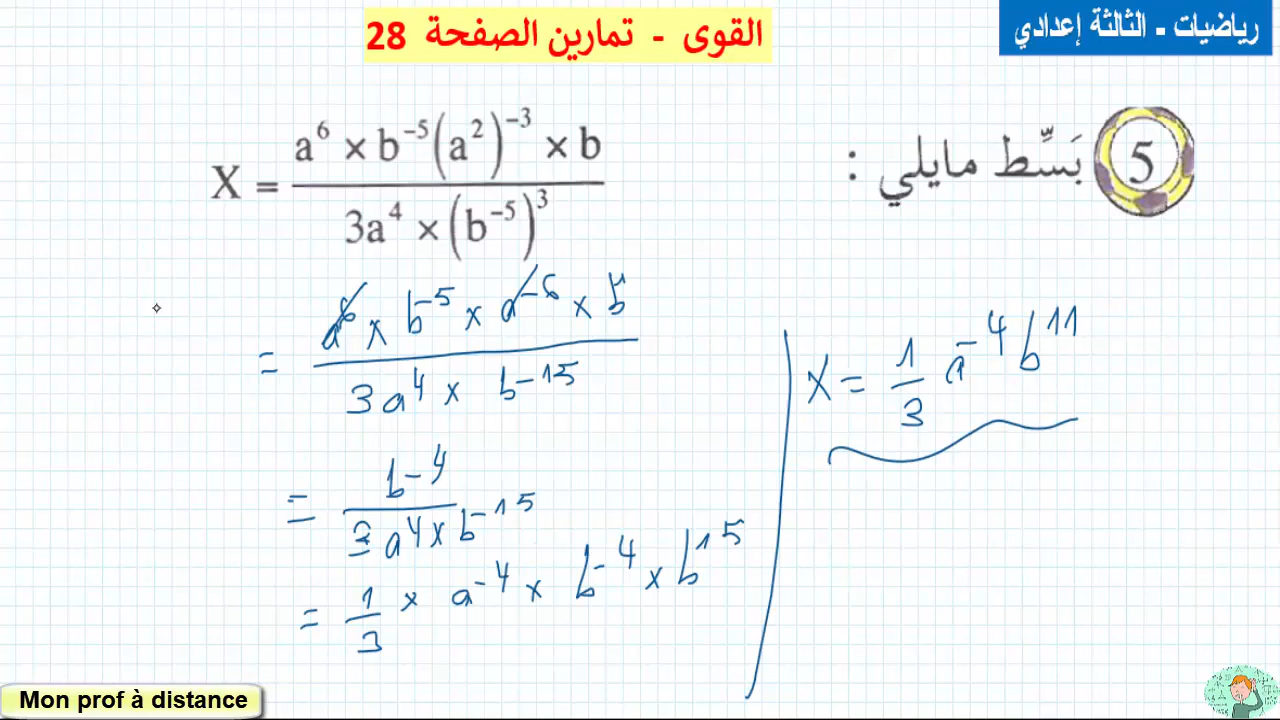 رياضيات - الثالثة إعدادي
القوى - تمارين الصفحة 28
5 بَسِّط مايلي :
X = (a⁶ × b⁻⁵(a²)⁻³ × b) / (3a⁴ × (b⁻⁵)³)
= (a⁶ × b⁻⁵ × a⁻⁶ × b) / (3a⁴ × b⁻¹⁵)
= b⁻⁴ / (3a⁴ × b⁻¹⁵)
= 1/3 × a⁻⁴ × b⁻⁴ × b¹⁵
X = 1/3 a⁻⁴ b¹¹
Mon prof à distance